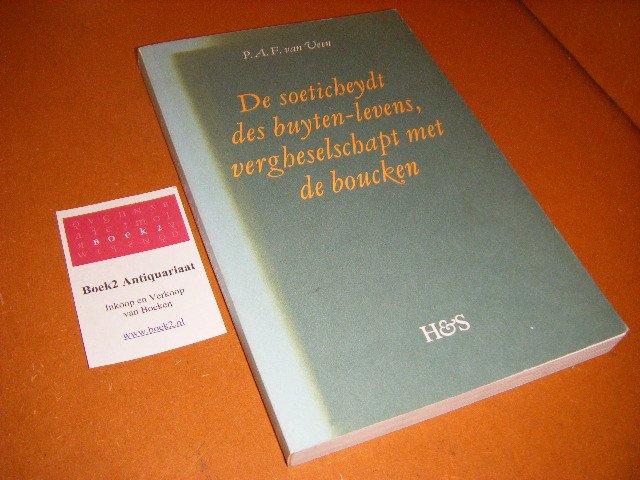 P. A. F. van Veen
De soeticheydt
des buyten-levens,
vergheselschapt met
de boucken
H&S
BOEK2
Boek2 Antiquariaat
Inkoop en Verkoop
van Boeken
www.boek2.nl